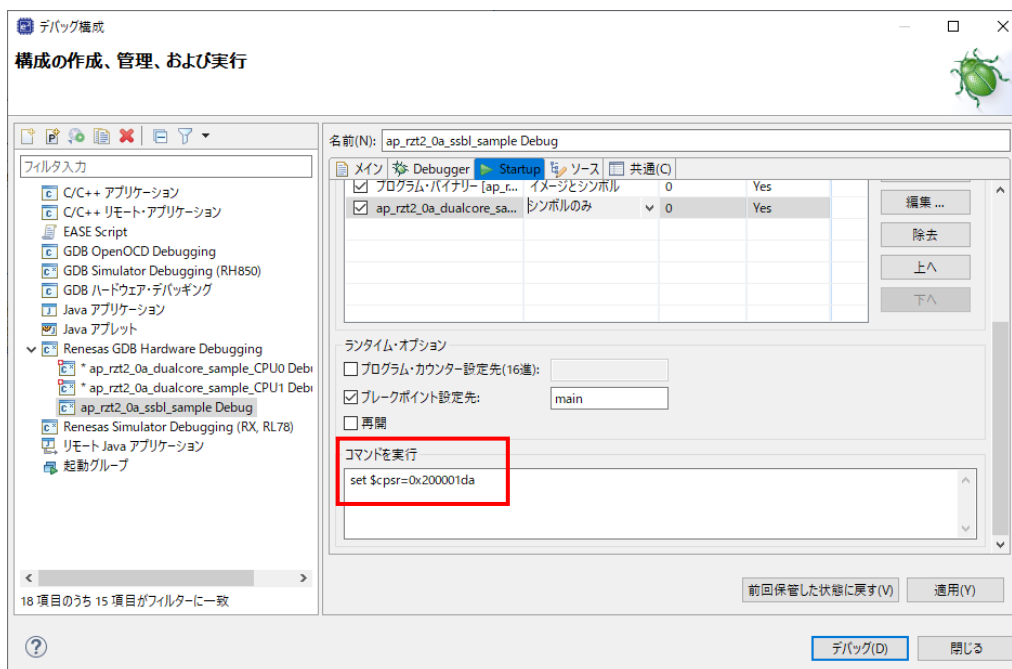 デバッグ構成
構成の作成、管理、および実行
フィルタ入力
C/C++ アプリケーション
C/C++ リモート・アプリケーション
EASE Script
GDB OpenOCD Debugging
GDB Simulator Debugging (RH850)
GDB ハードウェア・デバッギング
Java アプリケーション
Java アプレット
Renesas GDB Hardware Debugging
* ap_rzt2_0a_dualcore_sample_CPU0 Debu
* ap_rzt2_0a_dualcore_sample_CPU1 Debu
ap_rzt2_0a_ssbl_sample Debug
Renesas Simulator Debugging (RX, RL78)
リモート Java アプリケーション
起動グループ
18 項目のうち 15 項目がフィルターに一致
名前(N): ap_rzt2_0a_ssbl_sample Debug
メイン Debugger Startup ソース 共通(C)
プログラム・バイナリー [ap_r... イメージとシンボル 0 Yes
ap_rzt2_0a_dualcore_sa... シンボルのみ 0 Yes
編集 ...
除去
上へ
下へ
ランタイム・オプション
プログラム・カウンター設定先(16進):
ブレークポイント設定先: main
再開
コマンドを実行
set $cpsr=0x200001da
前回保管した状態に戻す(V) 適用(Y)
デバッグ(D) 閉じる